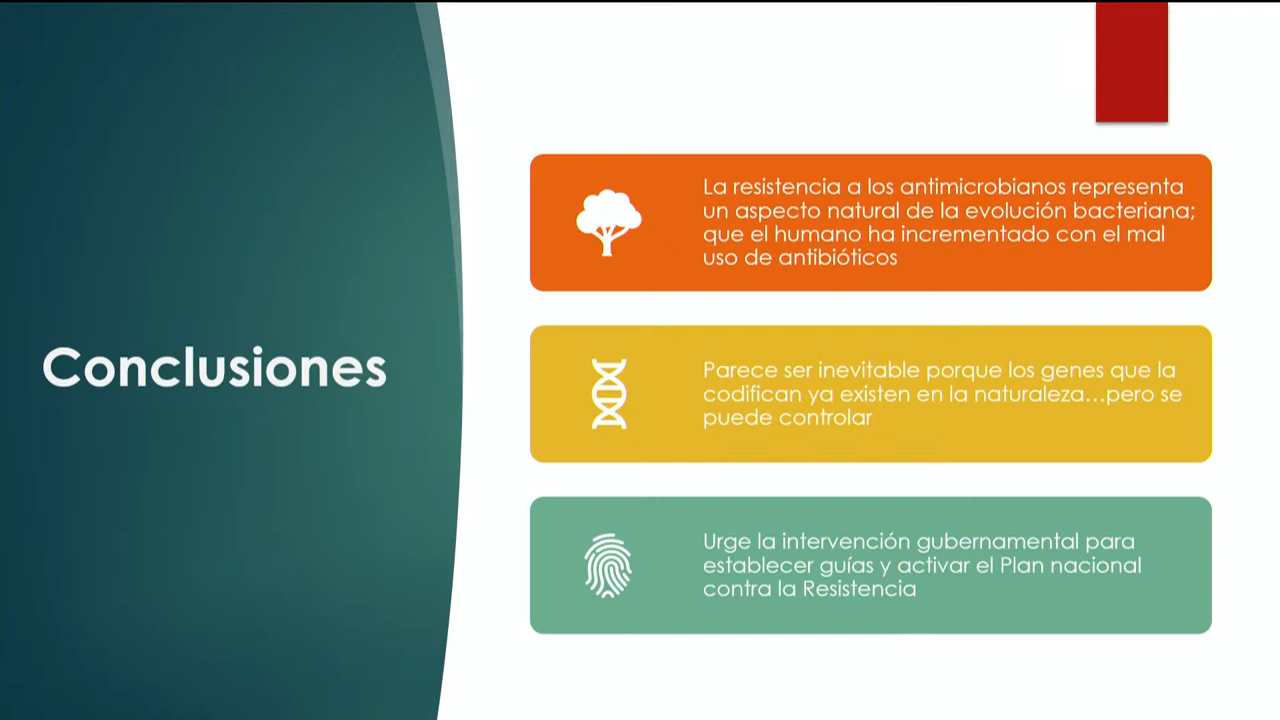 Conclusiones
La resistencia a los antimicrobianos representa
un aspecto natural de la evolución bacteriana;
que el humano ha incrementado con el mal
uso de antibióticos
Parece ser inevitable porque los genes que la
codifican ya existen en la naturaleza...pero se
puede controlar
Urge la intervención gubernamental para
establecer guías y activar el Plan nacional
contra la Resistencia